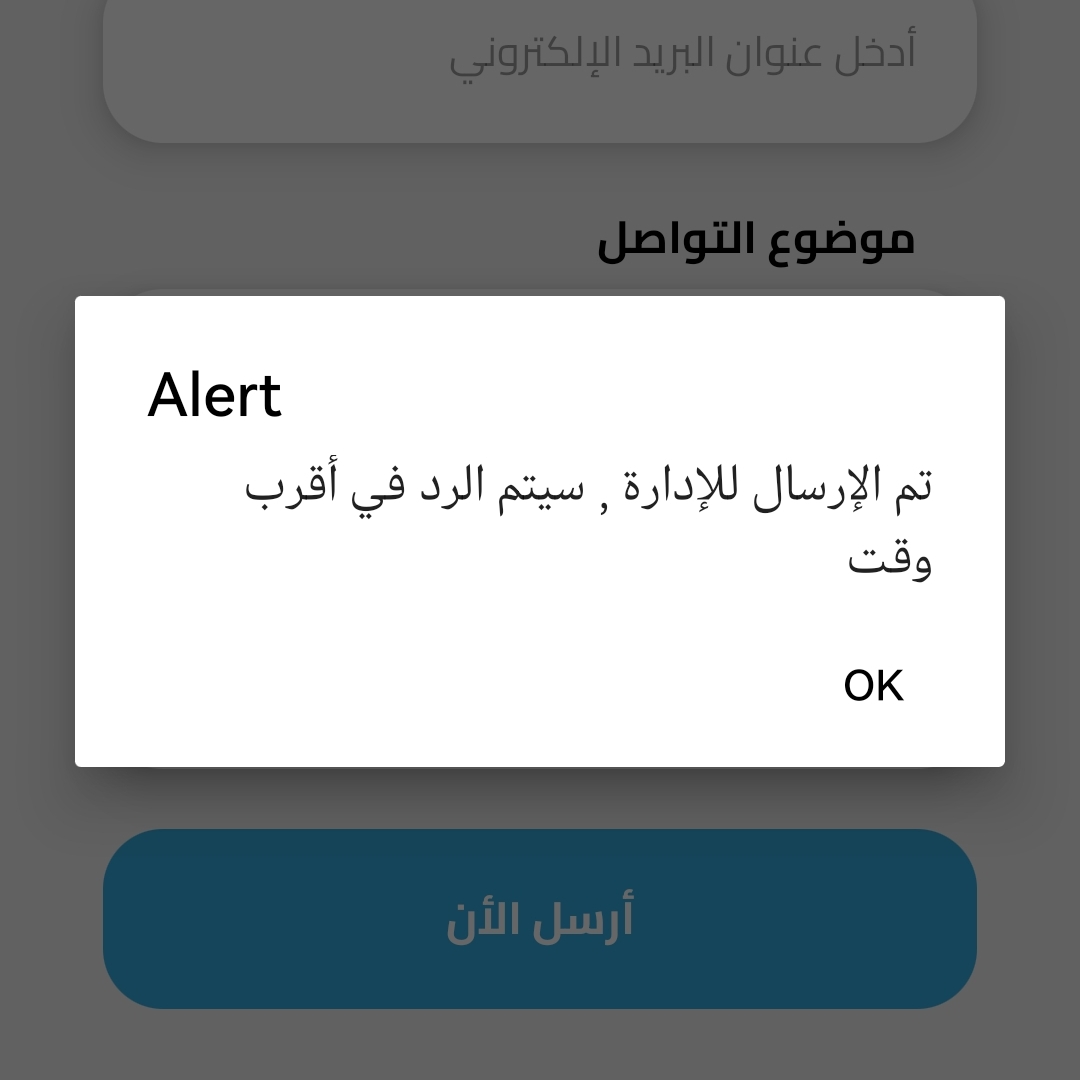 أدخل عنوان البريد الإلكتروني
موضوع التواصل
Alert
تم الإرسال للإدارة , سيتم الرد في أقرب
وقت
OK
أرسل الأن